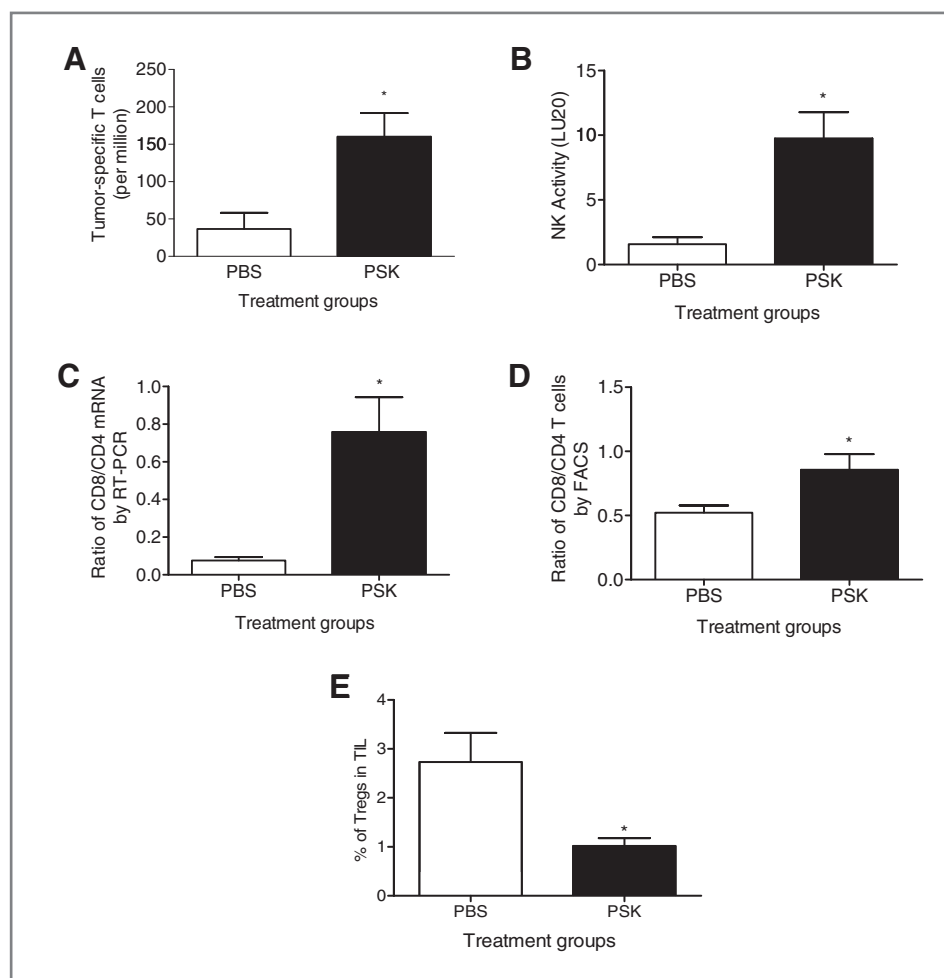 A
Tumor-specific T cells
(per million)
250
200
150
100
50
0
*
PBS
PSK
Treatment groups
B
NK Activity (LU20)
15
10
5
0
*
PBS
PSK
Treatment groups
C
Ratio of CD8/CD4 mRNA
by RT-PCR
1.0
0.8
0.6
0.4
0.2
0.0
*
PBS
PSK
Treatment groups
D
Ratio of CD8/CD4 T cells
by FACS
1.5
1.0
0.5
0.0
*
PBS
PSK
Treatment groups
E
% of Tregs in TIL
4
3
2
1
0
*
PBS
PSK
Treatment groups